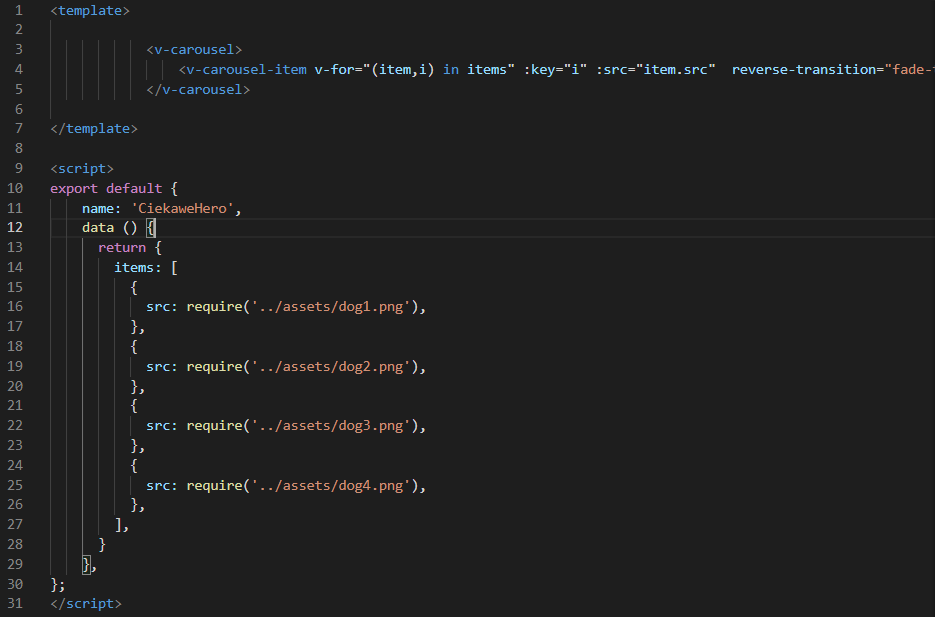 1 <template>
2
3 <v-carousel>
4 <v-carousel-item v-for="(item,i) in items" :key="i" :src="item.src"  reverse-transition="fade-
5 </v-carousel>
6
7 </template>
8
9 <script>
10 export default {
11 name: 'CiekaweHero',
12 data () {
13 return {
14 items: [
15 {
16 src: require('../assets/dog1.png'),
17 },
18 {
19 src: require('../assets/dog2.png'),
20 },
21 {
22 src: require('../assets/dog3.png'),
23 },
24 {
25 src: require('../assets/dog4.png'),
26 },
27 ],
28 }
29 },
30 };
31 </script>